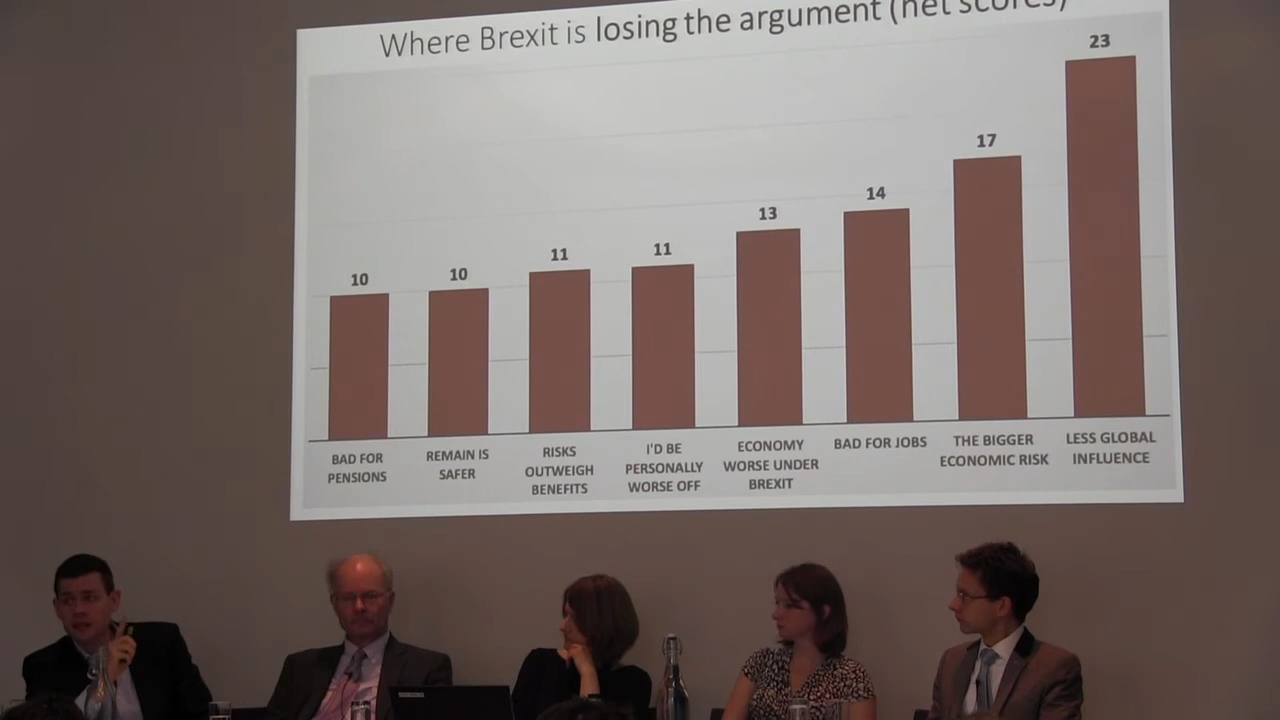 Where Brexit is losing the argument (net scores)
23
17
14
13
11
11
10
10
BAD FOR
PENSIONS
REMAIN IS
SAFER
RISKS
OUTWEIGH
BENEFITS
I'D BE
PERSONALLY
WORSE OFF
ECONOMY
WORSE UNDER
BREXIT
BAD FOR JOBS
THE BIGGER
ECONOMIC RISK
LESS GLOBAL
INFLUENCE